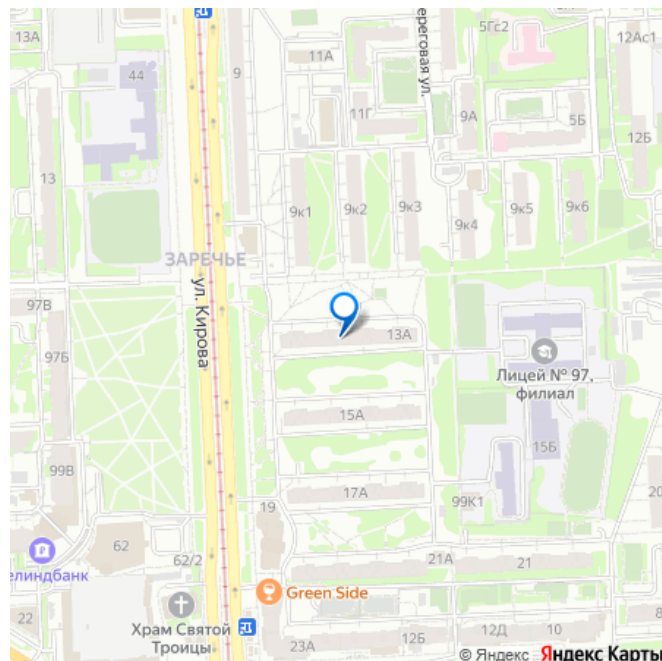 13А
5Гс2
12Ас1
44
9
11А
ереговая ул.
11Г
9А
5Б
12Б
13
9к1
9к2
9к3
9к4
9к5
9к6
ЗАРЕЧЬЕ
ул. Кирова
97В
97Б
13А
Лицей № 97,
филиал
15А
15Б
99В
17А
99К1
19
20
62
62/2
21А
21
елиндбанк
Green Side
22
Храм Святой
Троицы
23А
12Б
12Д
10
8
© Яндекс Яндекс Карты